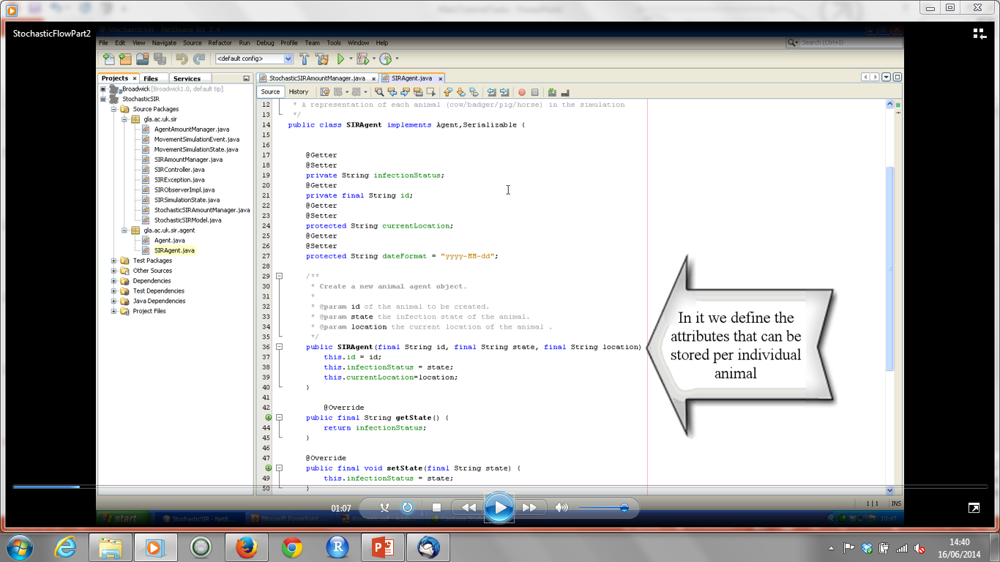 StochasticFlowPart2
StochasticSIR - NetBeans IDE 7.4
File Edit View Navigate Source Refactor Run Debug Profile Team Tools Window Help
Search (Ctrl+I)
<default config>
Projects Files Services
Broadwick [Broadwick1.0, default tip]
StochasticSIR
Source Packages
gla.ac.uk.sir
AgentAmountManager.java
MovementSimulationEvent.java
MovementSimulationState.java
SIRAmountManager.java
SIRController.java
SIRException.java
SIRObserverImpl.java
SIRSimulationState.java
StochasticSIRAmountManager.java
StochasticSIRModel.java
gla.ac.uk.sir.agent
Agent.java
SIRAgent.java
Test Packages
Other Sources
Dependencies
Test Dependencies
Java Dependencies
Project Files
StochasticSIRAmountManager.java SIRAgent.java
Source History
12 * A representation of each animal (cow/badger/pig/horse) in the simulation
13 */
14 public class SIRAgent implements Agent,Serializable {
15
16
17 @Getter
18 @Setter
19 private String infectionStatus;
20 @Getter
21 private final String id;
22 @Getter
23 @Setter
24 protected String currentLocation;
25 @Getter
26 @Setter
27 protected String dateFormat = "yyyy-MM-dd";
28
29 /**
30 * Create a new animal agent object.
31 *
32 * @param id of the animal to be created.
33 * @param state the infection state of the animal.
34 * @param location the current location of the animal .
35 */
36 public SIRAgent(final String id, final String state, final String location)
37 this.id = id;
38 this.infectionStatus = state;
39 this.currentLocation=location;
40 }
41
42 @Override
public final String getState() {
44 return infectionStatus;
45 }
46
47 @Override
public final void setState(final String state) {
49 this.infectionStatus = state;
50 }
In it we define the
attributes that can be
stored per individual
animal
1 | 1 INS
01:07
start StochasticSIR - NetB... Microsoft PowerPoint stochastic.pdf - Adob... Camtasia Studio 10:47
14:40
16/06/2014